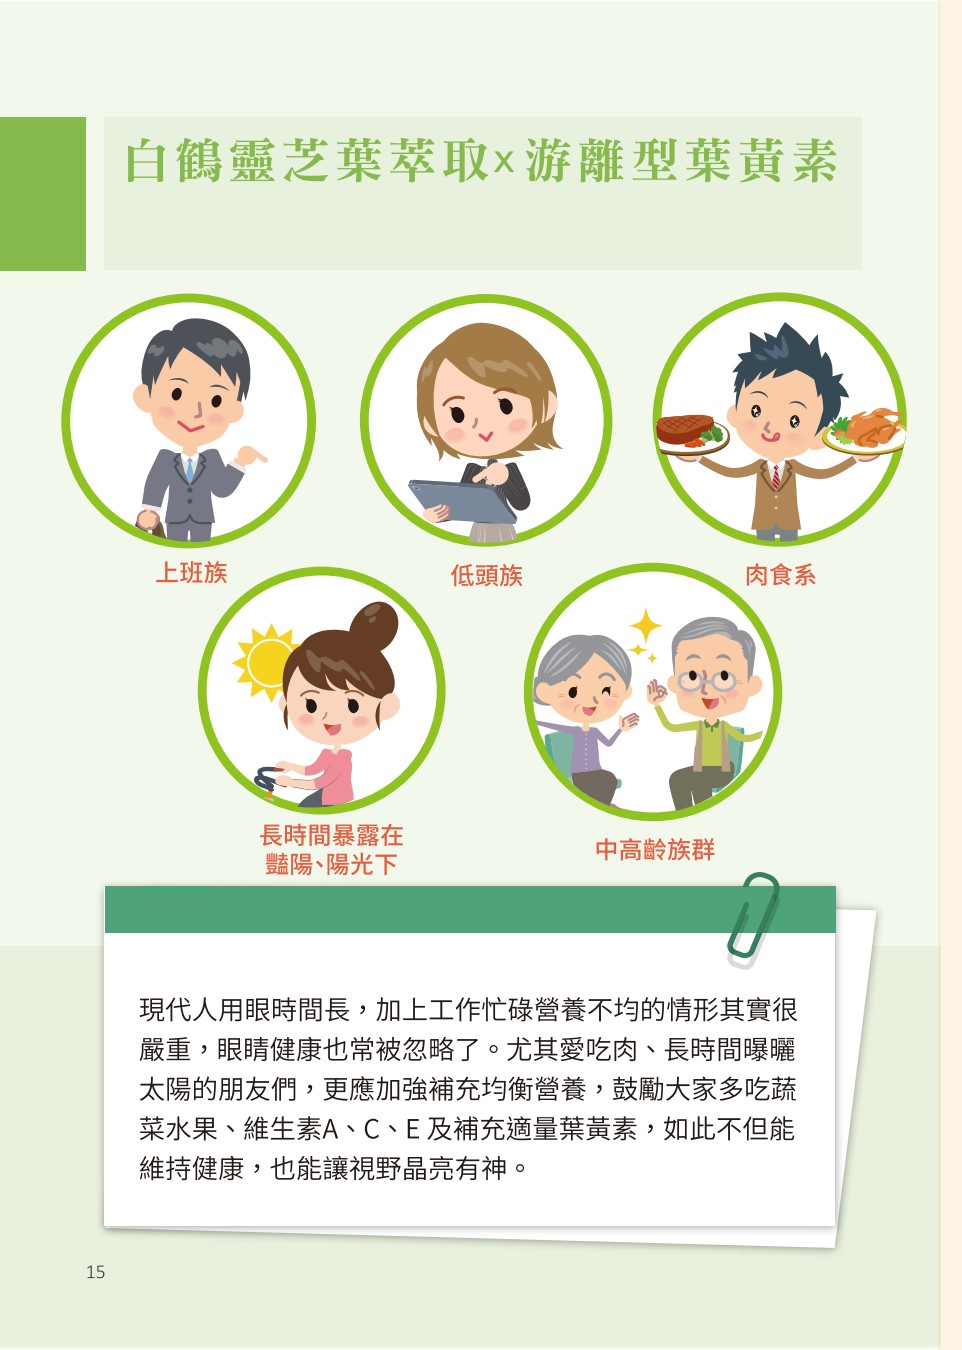 白鶴靈芝葉萃取x游離型葉黃素
上班族
低頭族
肉食系
長時間暴露在
豔陽、陽光下
中高齡族群
現代人用眼時間長，加上工作忙碌營養不均的情形其實很
嚴重，眼睛健康也常被忽略了。尤其愛吃肉、長時間曝曬
太陽的朋友們，更應加強補充均衡營養，鼓勵大家多吃蔬
菜水果、維生素A、C、E 及補充適量葉黃素，如此不但能
維持健康，也能讓視野晶亮有神。
15